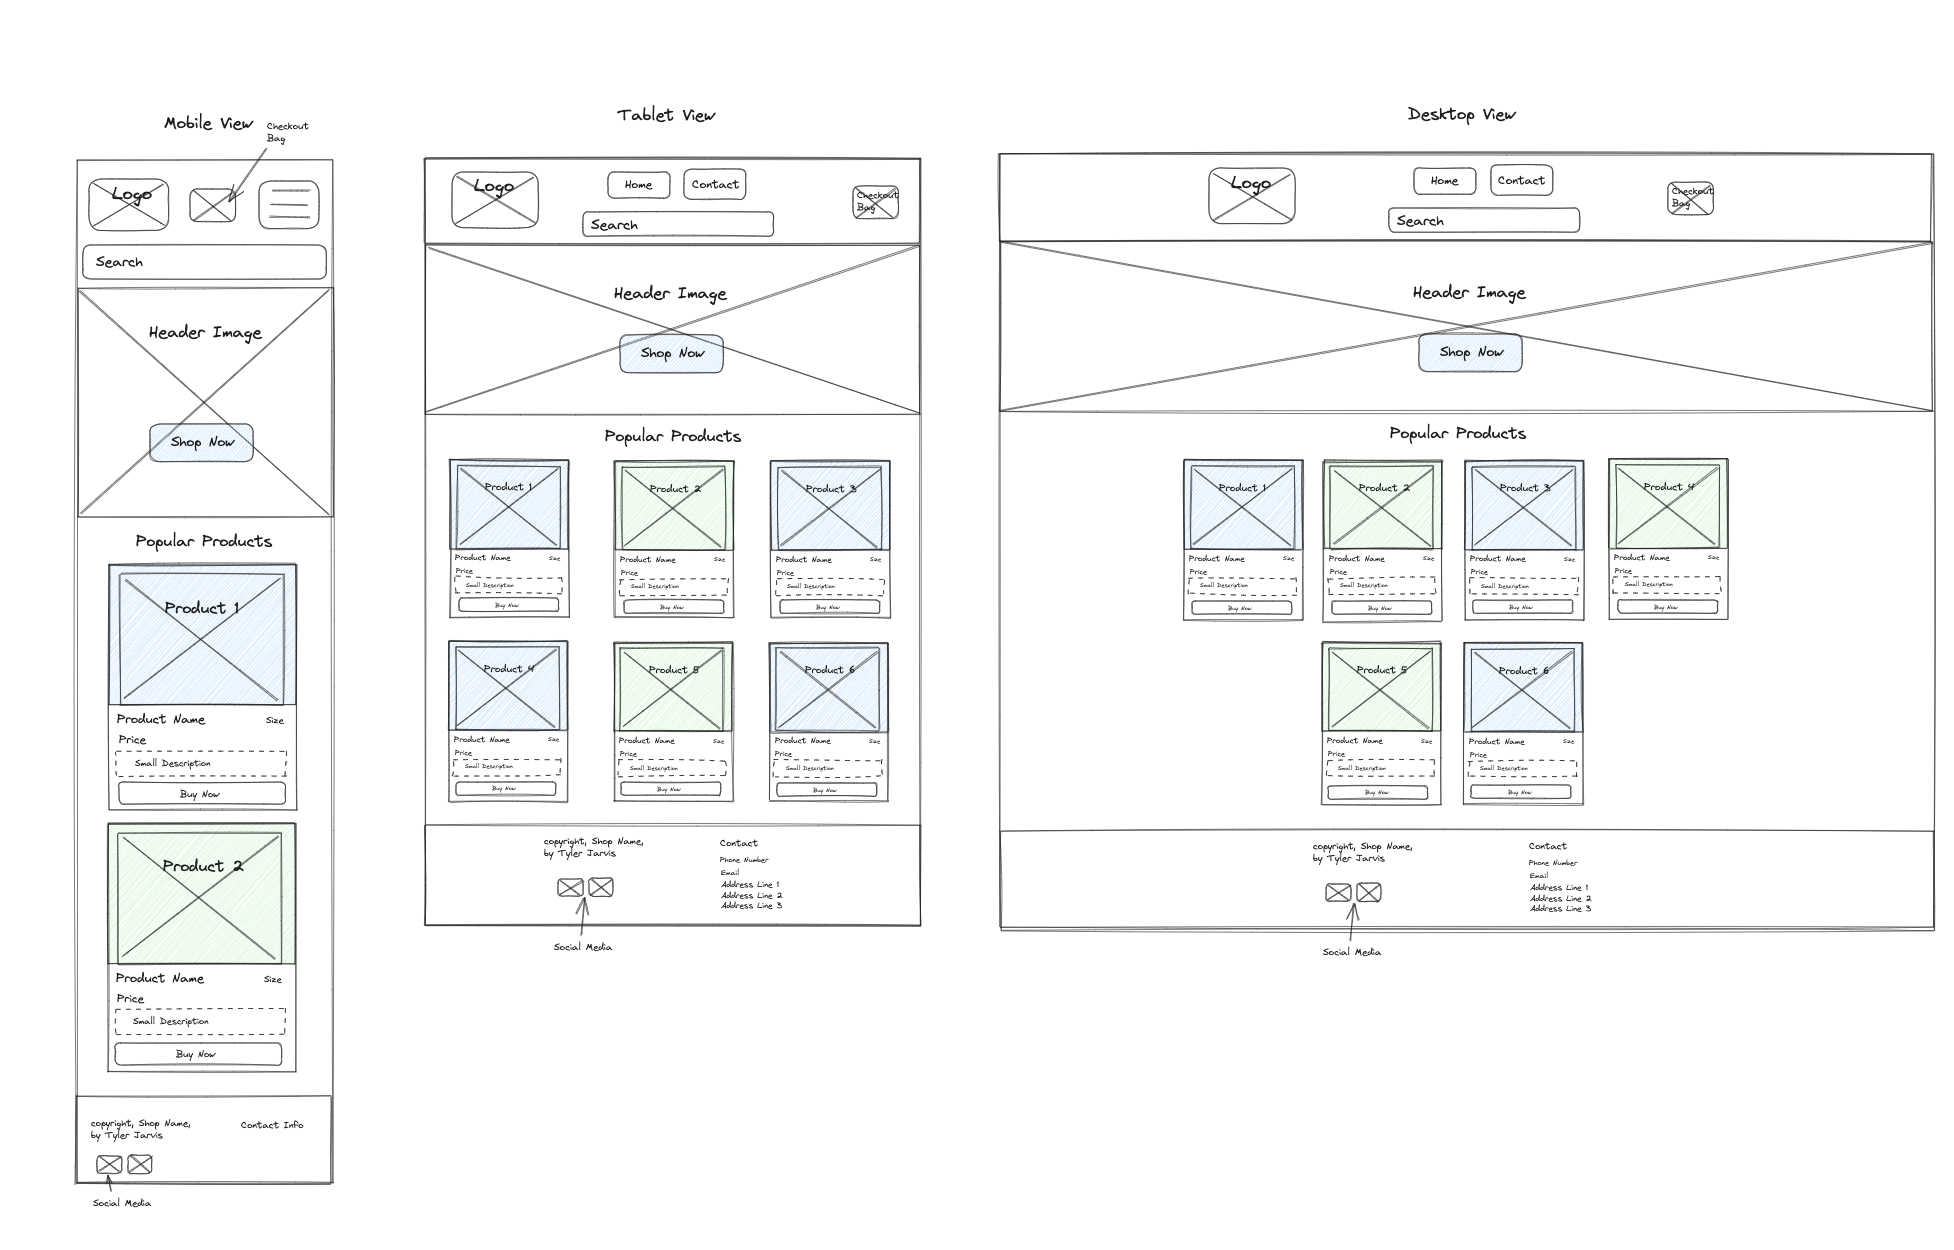 Mobile View
Checkout
Bag
Logo
Search
Header Image
Shop Now
Popular Products
Product 1
Product Name Size
Price
Small Description
Buy Now
Product 2
Product Name Size
Price
Small Description
Buy Now
copyright, Shop Name,
by Tyler Jarvis
Contact Info
Social Media
Tablet View
Logo
Home Contact
Search
Checkout
Bag
Header Image
Shop Now
Popular Products
Product 1 Product 2 Product 3
Product Name Size Product Name Size Product Name Size
Price Price Price
Small Description Small Description Small Description
Buy Now Buy Now Buy Now
Product 4 Product 5 Product 6
Product Name Size Product Name Size Product Name Size
Price Price Price
Small Description Small Description Small Description
Buy Now Buy Now Buy Now
copyright, Shop Name,
by Tyler Jarvis
Contact
Phone Number
Email
Address Line 1
Address Line 2
Address Line 3
Social Media
Desktop View
Logo
Home Contact
Search
Checkout
Bag
Header Image
Shop Now
Popular Products
Product 1 Product 2 Product 3 Product 4
Product Name Size Product Name Size Product Name Size Product Name Size
Price Price Price Price
Small Description Small Description Small Description Small Description
Buy Now Buy Now Buy Now Buy Now
Product 5 Product 6
Product Name Size Product Name Size
Price Price
Small Description Small Description
Buy Now Buy Now
copyright, Shop Name,
by Tyler Jarvis
Contact
Phone Number
Email
Address Line 1
Address Line 2
Address Line 3
Social Media